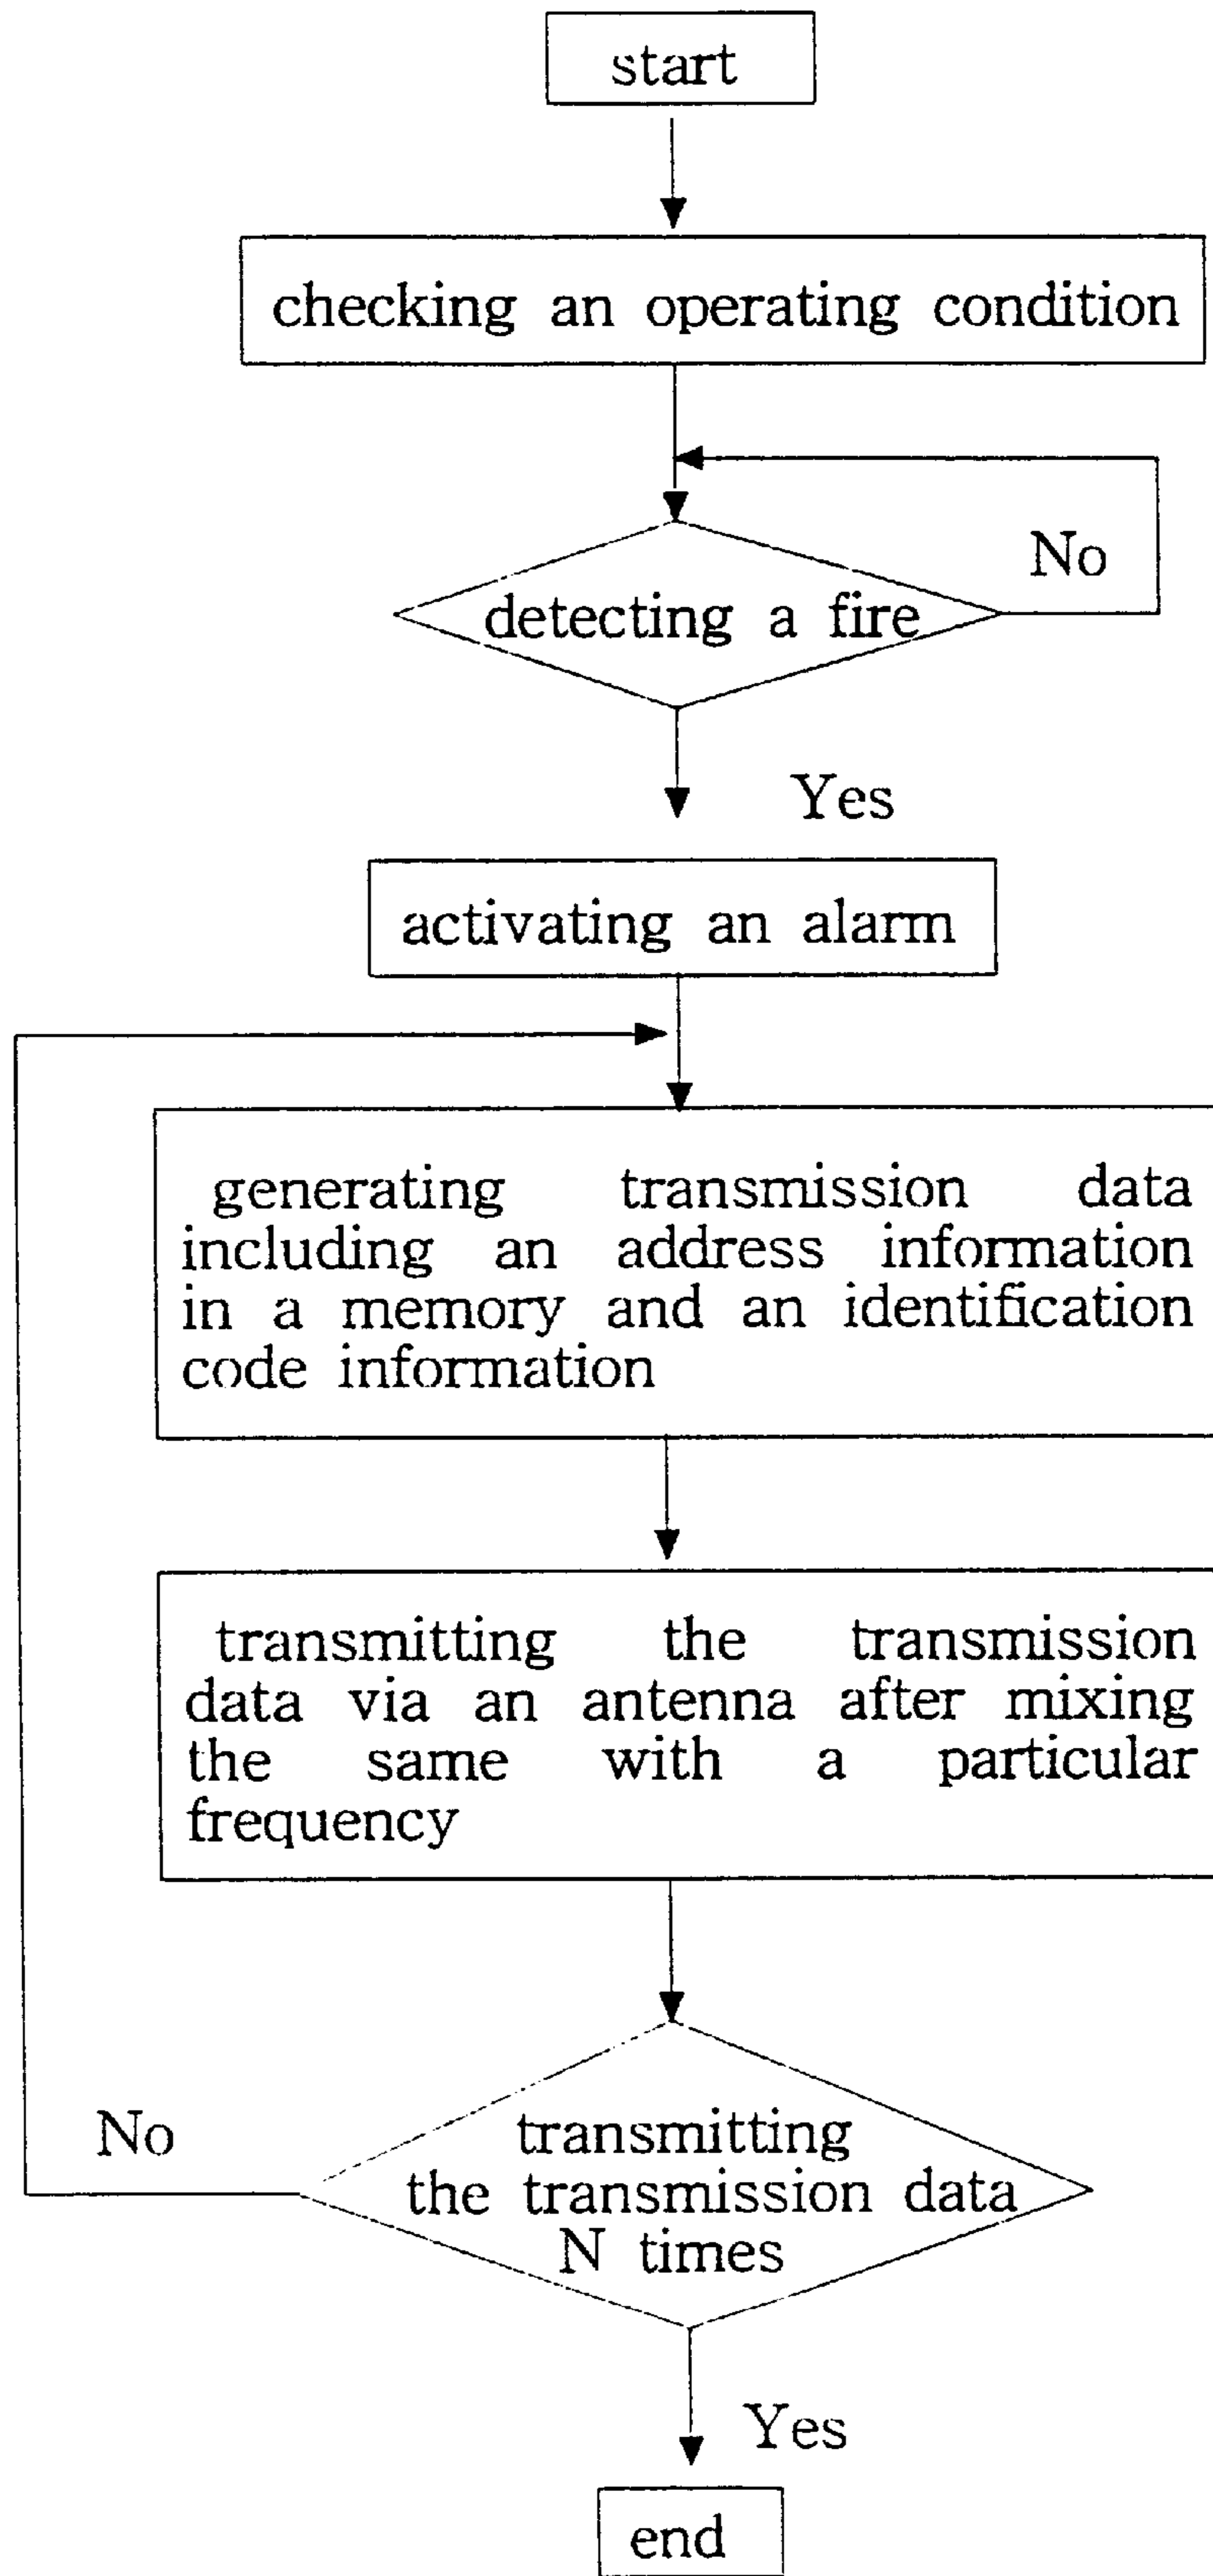 start
checking an operating condition
No
detecting a fire
Yes
activating an alarm
generating transmission data
including an address information
in a memory and an identification
code information
transmitting the transmission
data via an antenna after mixing
the same with a particular
frequency
No
transmitting
the transmission data
N times
Yes
end